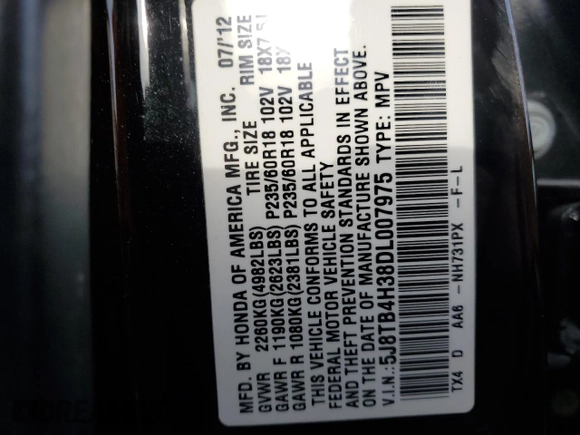 MFD. BY HONDA OF AMERICA MFG., INC. 07/'12
TIRE SIZE RIM SIZE
GVWR 2260KG(4982LBS)
GAWR F 1190KG(2623LBS) P235/60R18 102V 18X7.5J
GAWR R 1080KG(2381LBS) P235/60R18 102V 18X
THIS VEHICLE CONFORMS TO ALL APPLICABLE
FEDERAL MOTOR VEHICLE SAFETY
AND THEFT PREVENTION STANDARDS IN EFFECT
ON THE DATE OF MANUFACTURE SHOWN ABOVE.
V.I.N.: 5J8TB4H38DL007975 TYPE: MPV
TX4 D AA6 -NH731PX -F-L